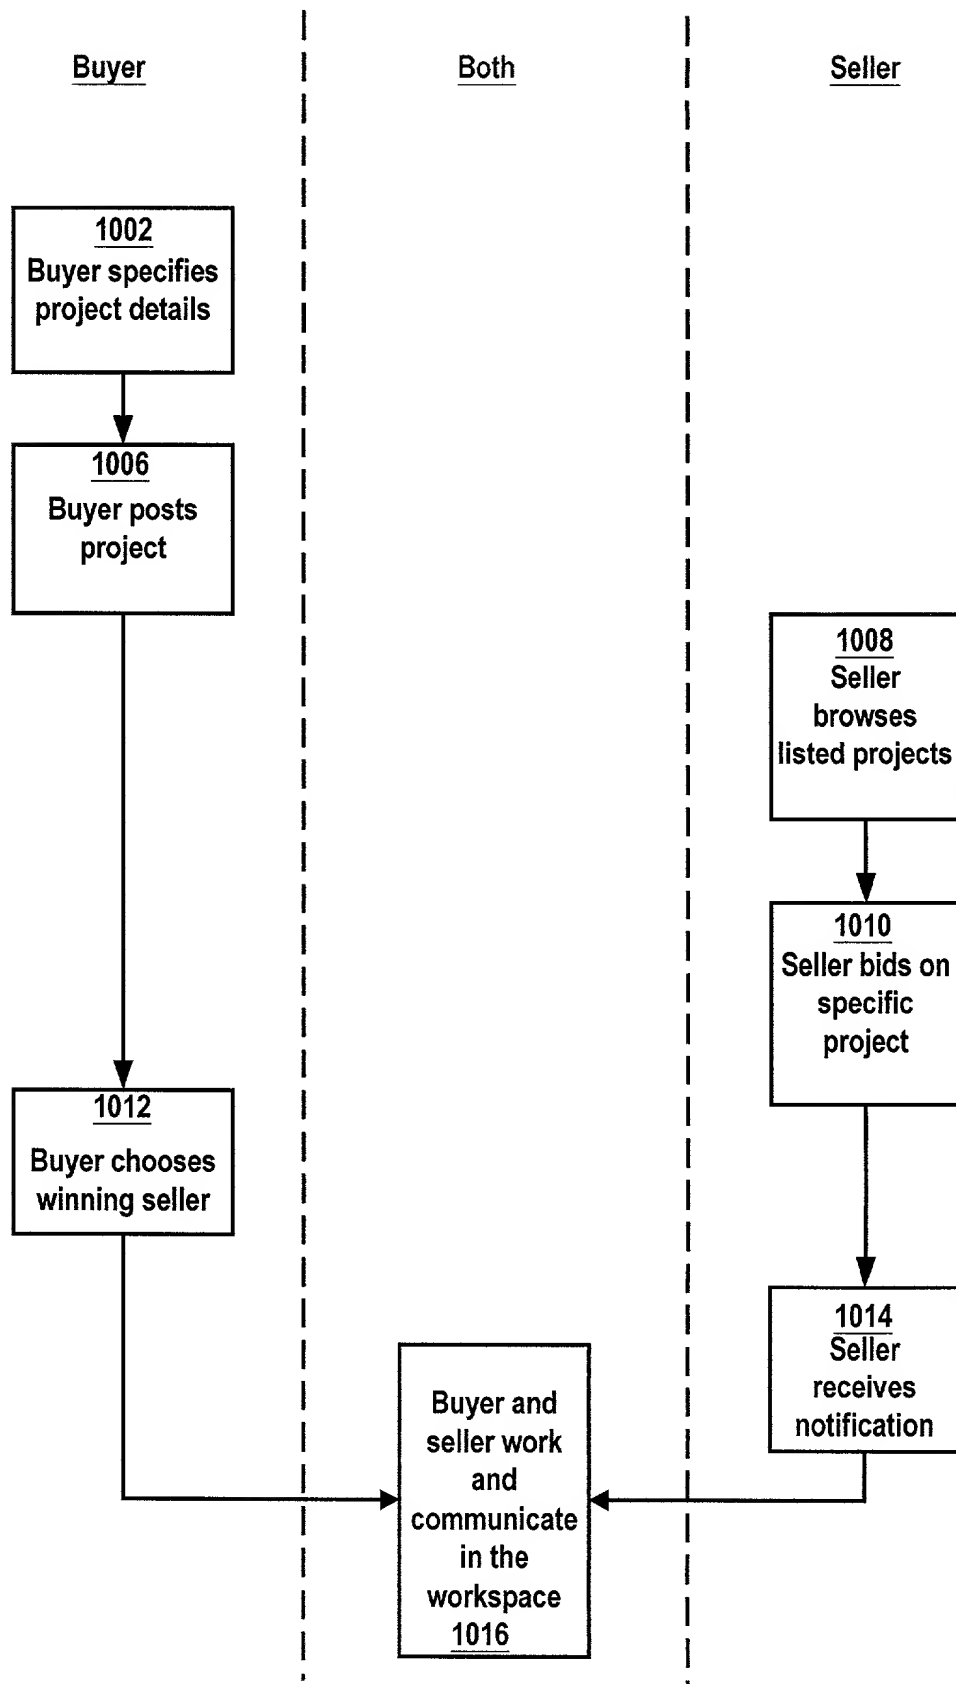 Buyer
Both
Seller
1002
Buyer specifies
project details
1006
Buyer posts
project
1008
Seller
browses
listed projects
1010
Seller bids on
specific
project
1012
Buyer chooses
winning seller
1014
Seller
receives
notification
Buyer and
seller work
and
communicate
in the
workspace
1016